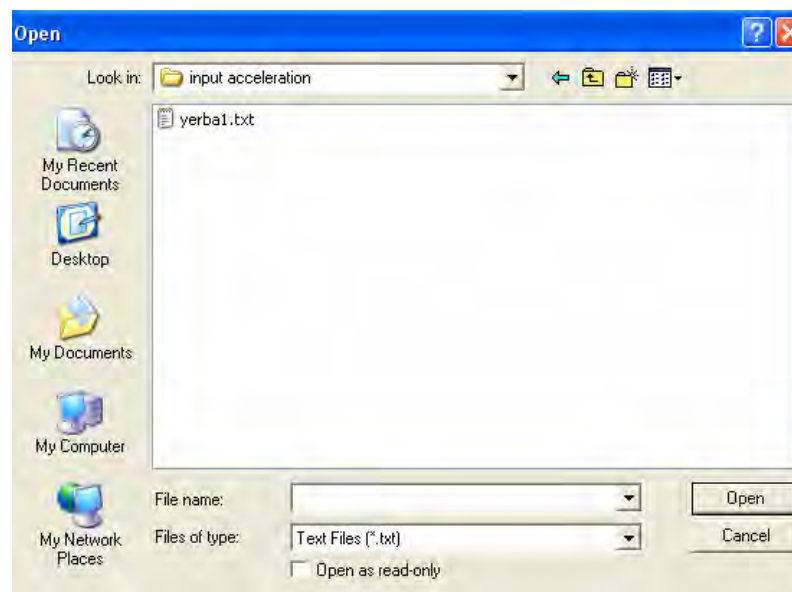 Open
Look in: input acceleration
yerba1.txt
My Recent
Documents
Desktop
My Documents
My Computer
My Network
Places
File name:
Open
Files of type: Text Files (*.txt)
Cancel
Open as read-only